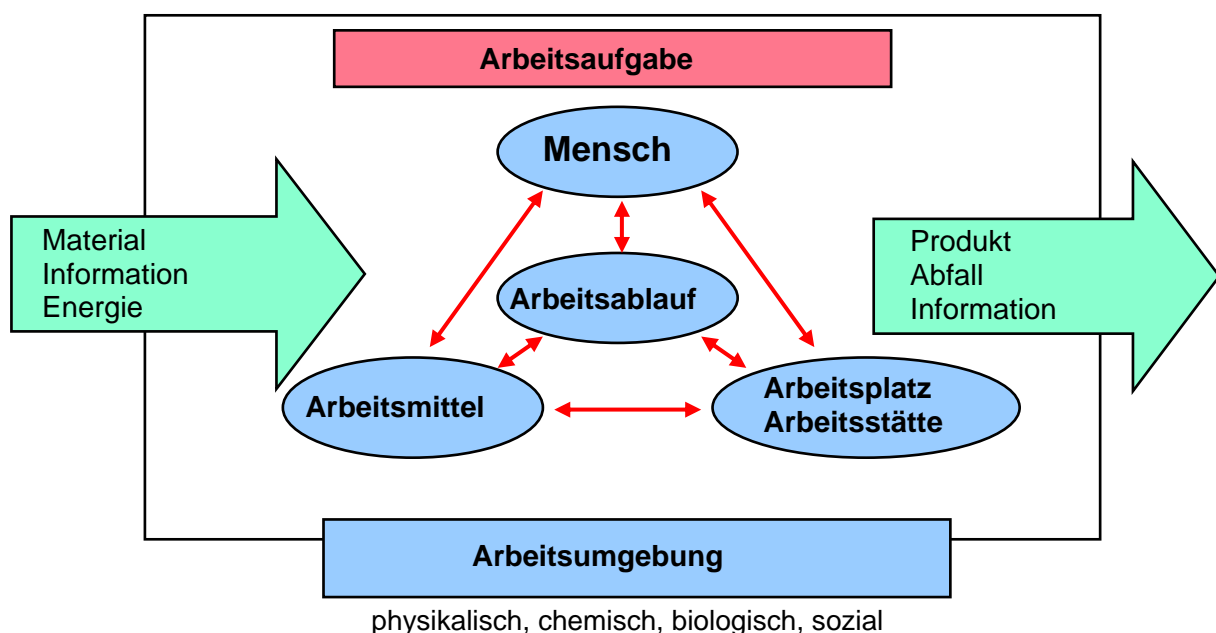 Arbeitsaufgabe
Mensch
Material
Information
Energie
Arbeitsablauf
Produkt
Abfall
Information
Arbeitsmittel
Arbeitsplatz
Arbeitsstätte
Arbeitsumgebung
physikalisch, chemisch, biologisch, sozial